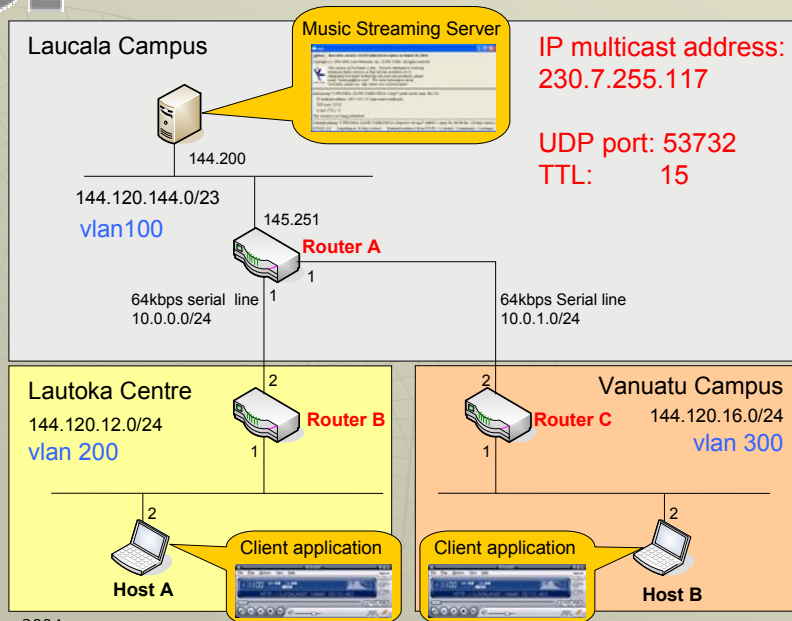 Music Streaming Server
Laucala Campus
IP multicast address:
230.7.255.117
UDP port: 53732
TTL: 15
144.200
144.120.144.0/23
vlan100
145.251
Router A
1
1
64kbps serial line
10.0.0.0/24
64kbps Serial line
10.0.1.0/24
Lautoka Centre
144.120.12.0/24
vlan 200
2
Router B
1
2
Host A
Client application
Vanuatu Campus
144.120.16.0/24
vlan 300
2
Router C
1
2
Host B
Client application